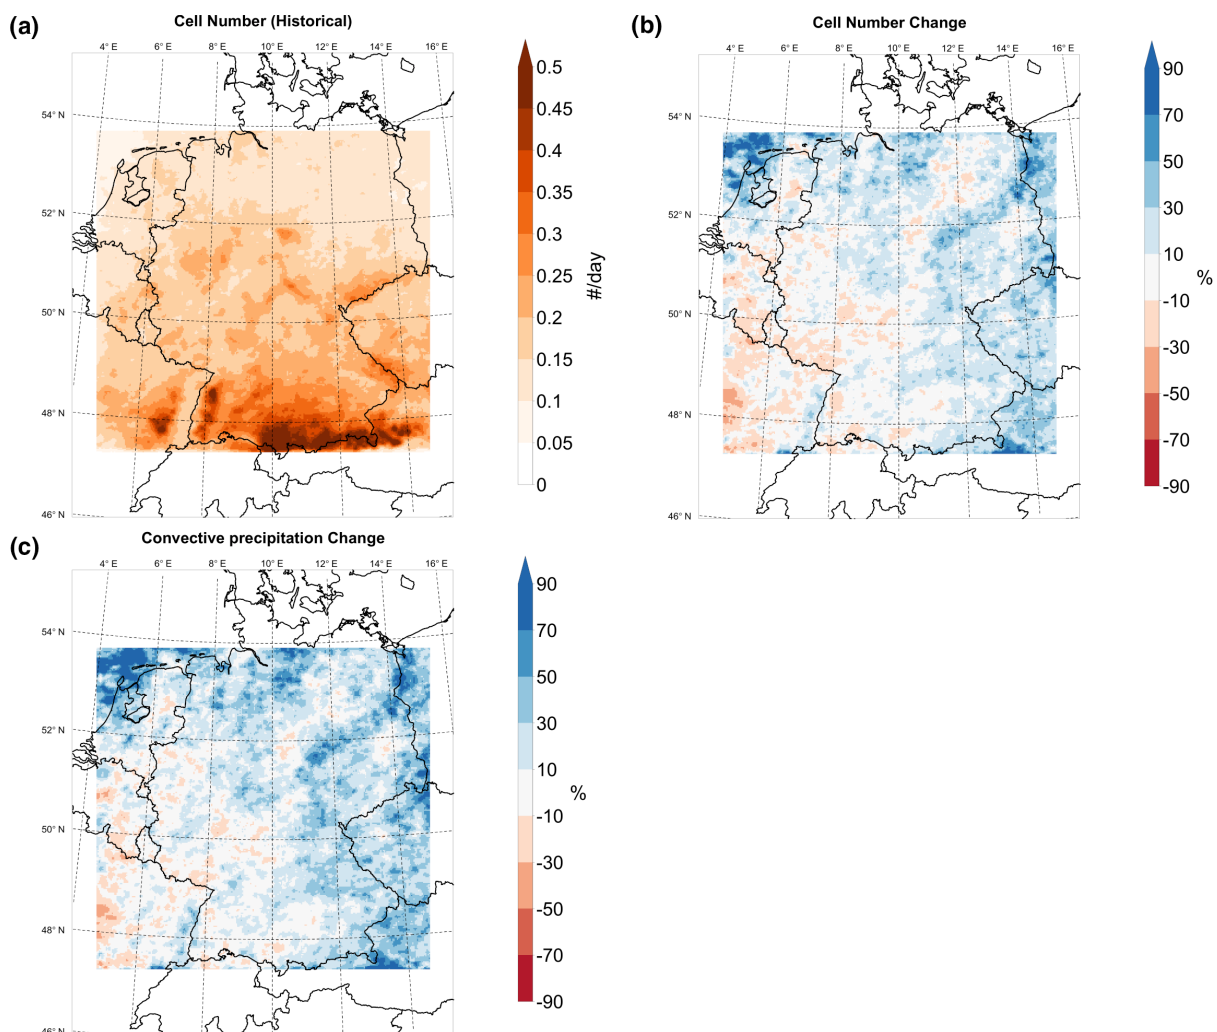 (a)
Cell Number (Historical)
4° E 6° E 8° E 10° E 12° E 14° E 16° E
54° N
52° N
50° N
48° N
46° N
0.5
0.45
0.4
0.35
0.3
0.25
0.2
0.15
0.1
0.05
0
#/day
(b)
Cell Number Change
4° E 6° E 8° E 10° E 12° E 14° E 16° E
54° N
52° N
50° N
48° N
46° N
90
70
50
30
10
-10
-30
-50
-70
-90
%
(c)
Convective precipitation Change
4° E 6° E 8° E 10° E 12° E 14° E 16° E
54° N
52° N
50° N
48° N
46° N
90
70
50
30
10
-10
-30
-50
-70
-90
%